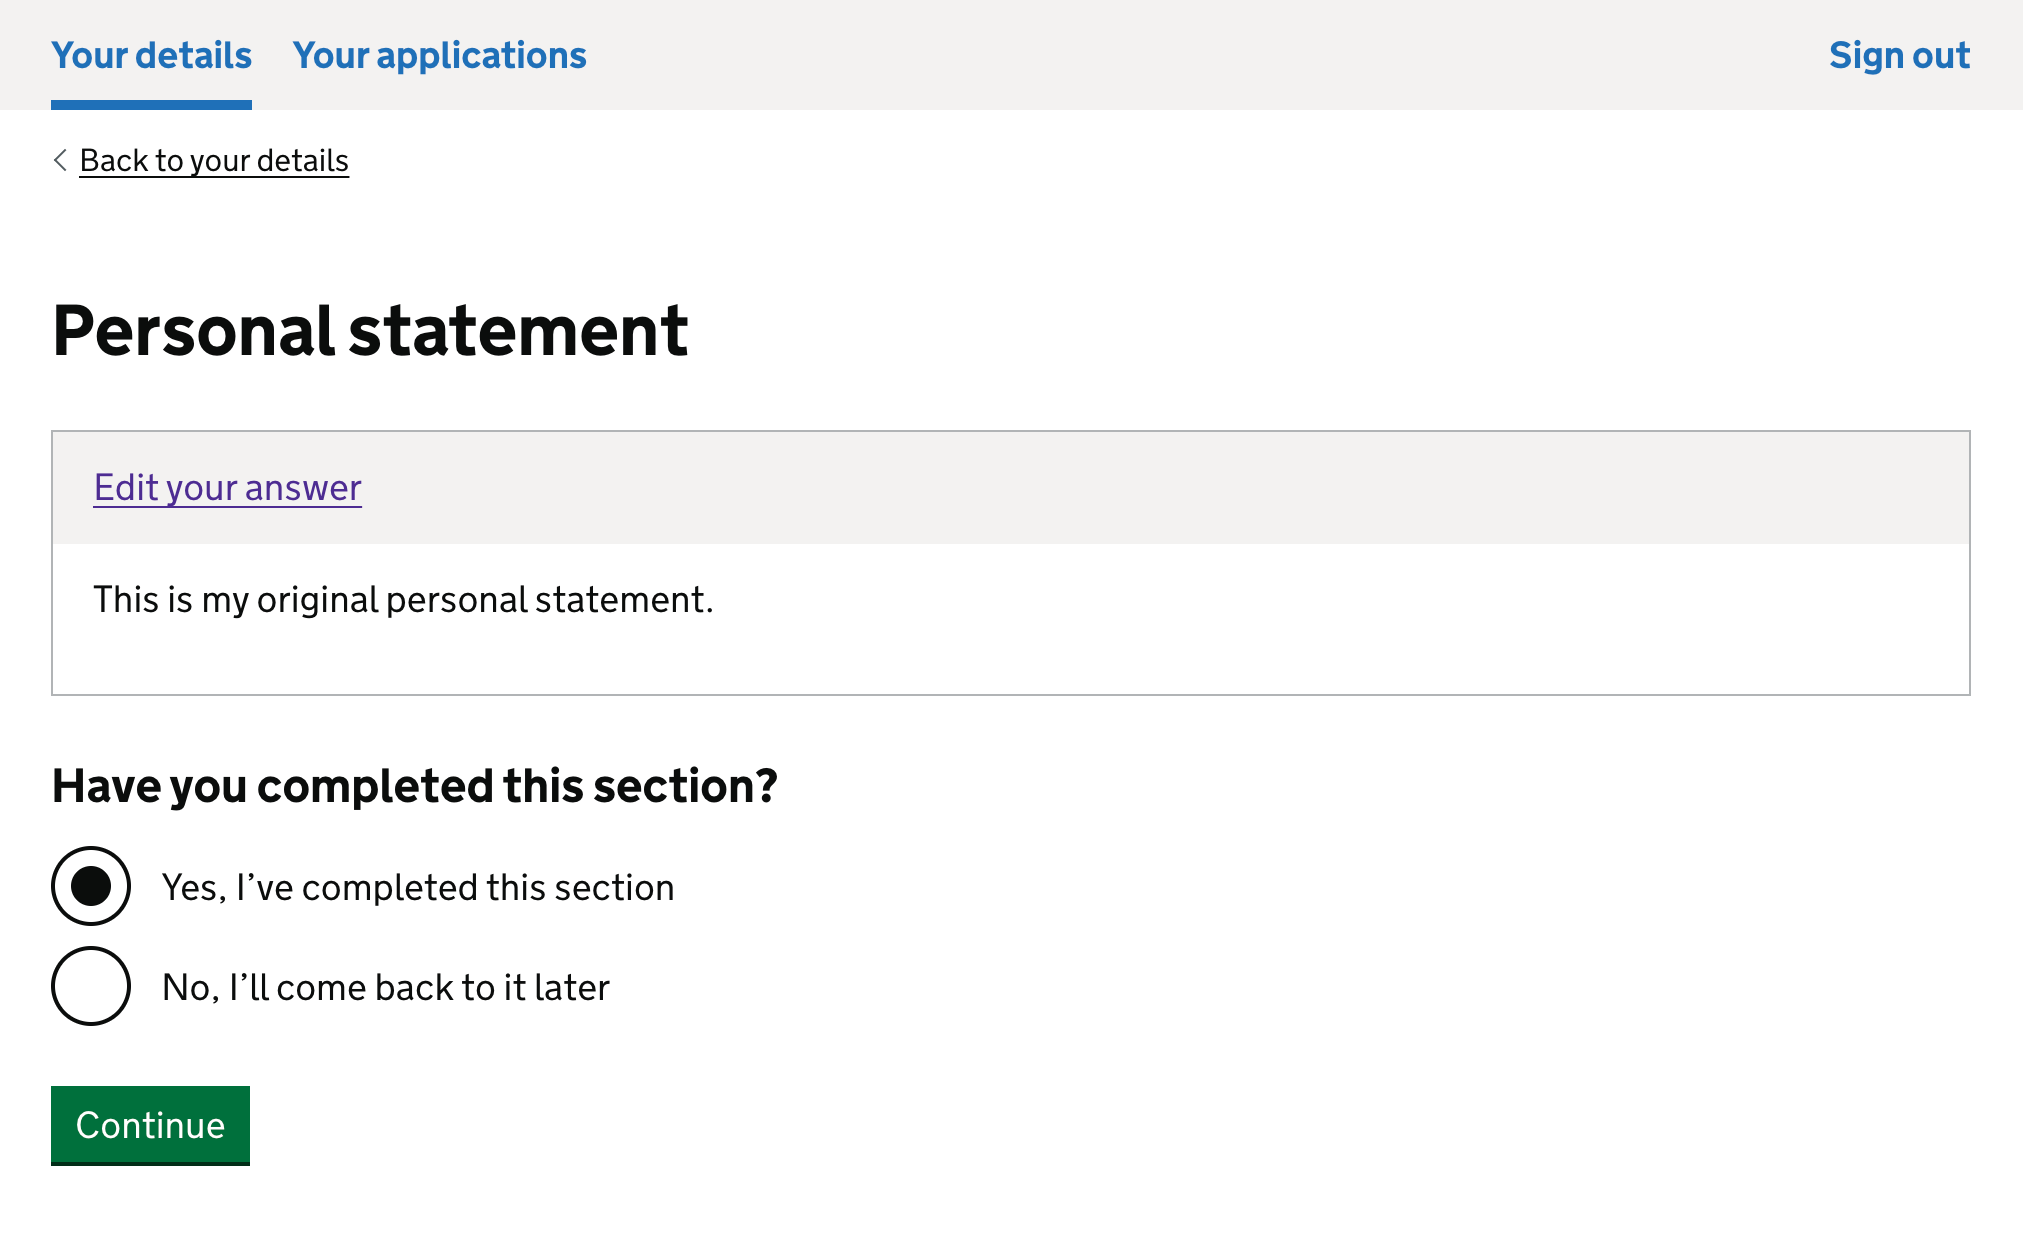 Your details Your applications Sign out
Back to your details
Personal statement
Edit your answer
This is my original personal statement.
Have you completed this section?
Yes, I’ve completed this section
No, I’ll come back to it later
Continue